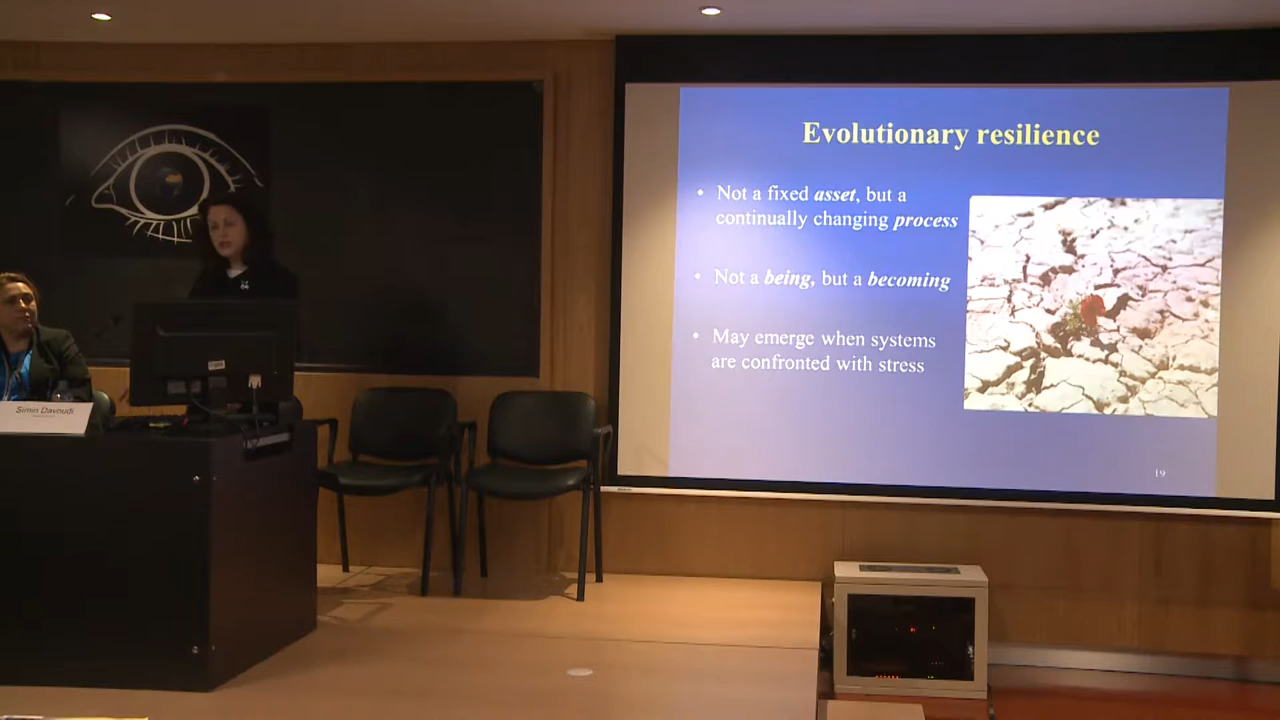 Evolutionary resilience
• Not a fixed asset, but a
continually changing process
• Not a being, but a becoming
• May emerge when systems
are confronted with stress
19
Simin Davoudi